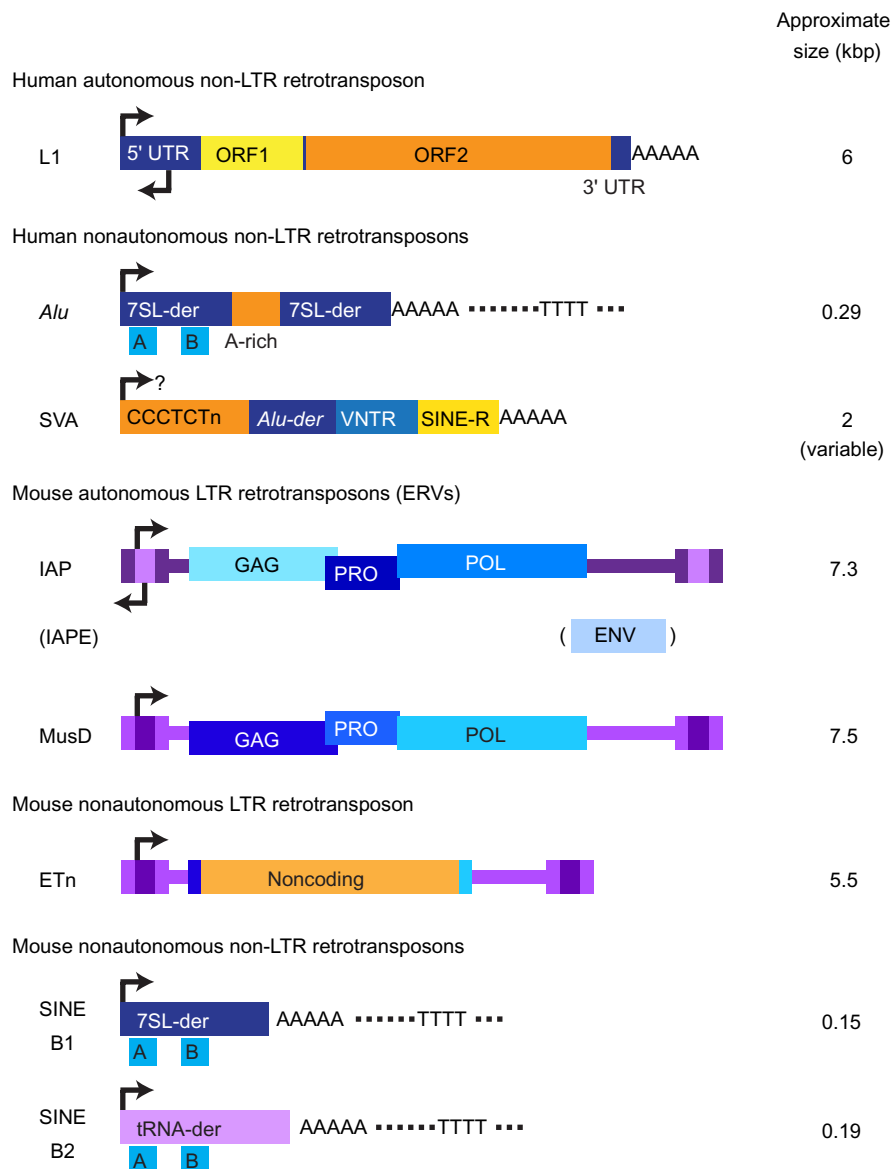 Approximate
size (kbp)
Human autonomous non-LTR retrotransposon
L1 5' UTR ORF1 ORF2 AAAAA 6
3' UTR
Human nonautonomous non-LTR retrotransposons
Alu 7SL-der 7SL-der AAAAA ▪▪▪▪▪▪▪TTTT ▪▪▪ 0.29
A B A-rich
?
SVA CCCTCTn Alu-der VNTR SINE-R AAAAA 2
(variable)
Mouse autonomous LTR retrotransposons (ERVs)
IAP GAG PRO POL 7.3
(IAPE) ( ENV )
MusD GAG PRO POL 7.5
Mouse nonautonomous LTR retrotransposon
ETn Noncoding 5.5
Mouse nonautonomous non-LTR retrotransposons
SINE
B1 7SL-der AAAAA ▪▪▪▪▪▪TTTT ▪▪▪ 0.15
A B
SINE
B2 tRNA-der AAAAA ▪▪▪▪▪▪TTTT ▪▪▪ 0.19
A B